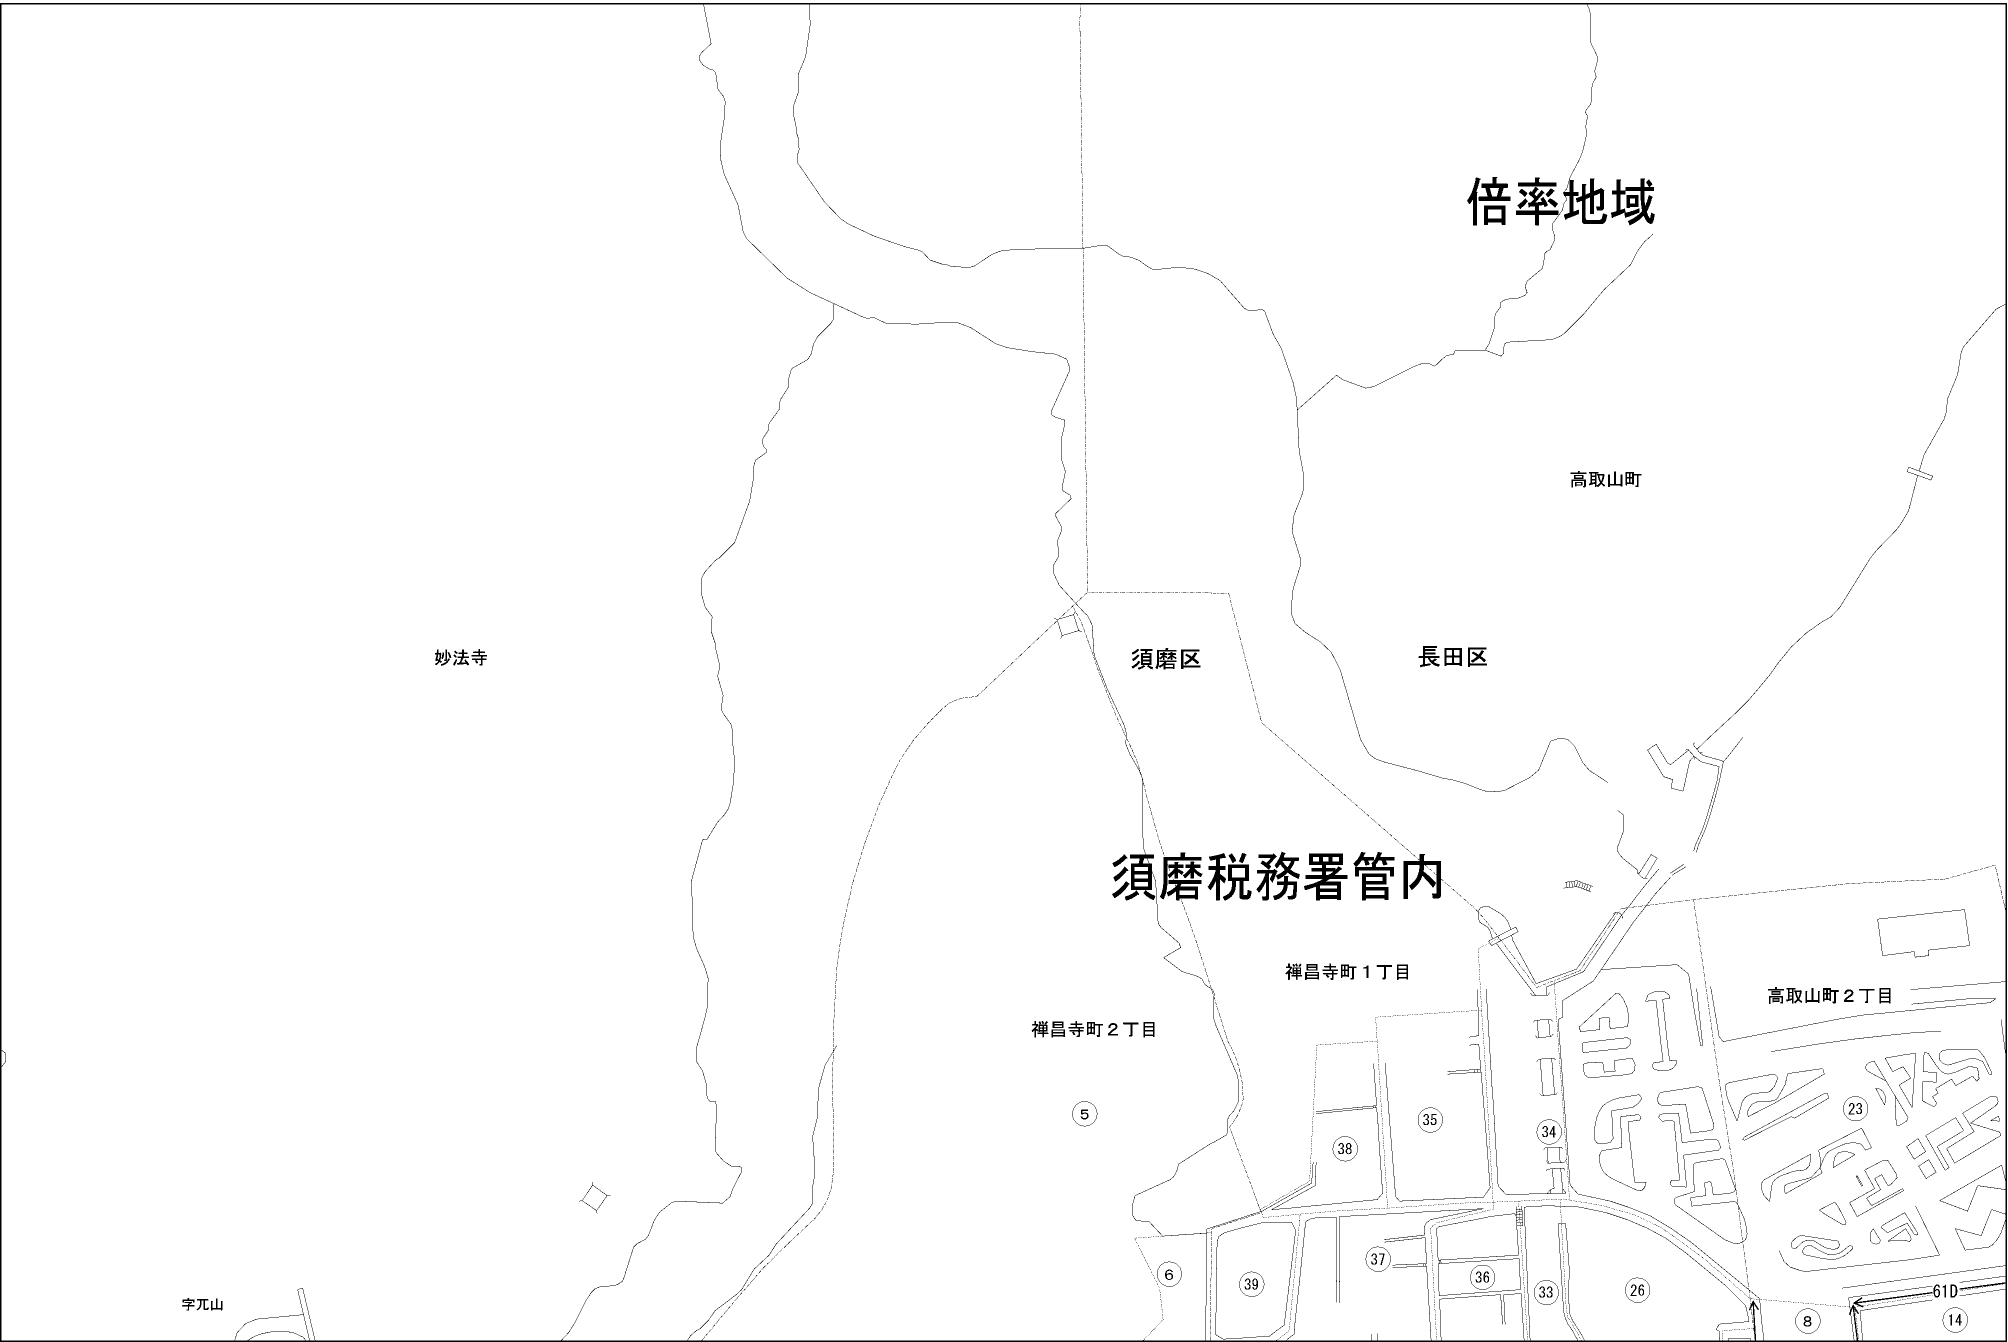 倍率地域
高取山町
妙法寺
須磨区
長田区
須磨税務署管内
禅昌寺町1丁目
高取山町2丁目
禅昌寺町2丁目
5
23
35
34
38
37
6
39
36
33
26
61D
字兀山
8
14